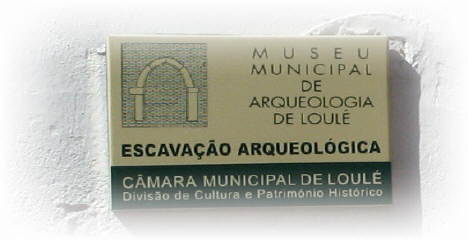 MUSEU
MUNICIPAL
DE
ARQUEOLOGIA
DE LOULÉ
ESCAVAÇÃO ARQUEOLÓGICA
CÂMARA MUNICIPAL DE LOULÉ
Divisão de Cultura e Património Histórico